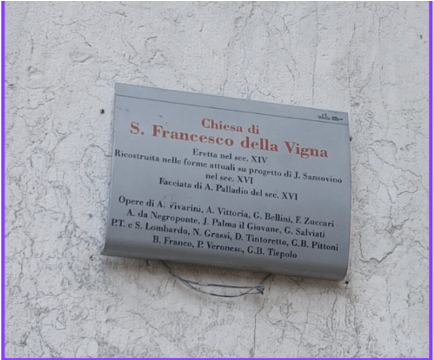 Chiesa di
S. Francesco della Vigna
Eretta nel sec. XIV
Ricostruita nelle forme attuali su progetto di J. Sansovino
nel sec. XVI
Facciata di A. Palladio del sec. XVI
Opere di A. Vivarini, A. Vittoria, G. Bellini, F. Zuccari
A. da Negroponte, J. Palma il Giovane, G. Salviati
P.T. e S. Lombardo, N. Grassi, D. Tintoretto, G.B. Pittoni
B. Franco, P. Veronese, G.B. Tiepolo